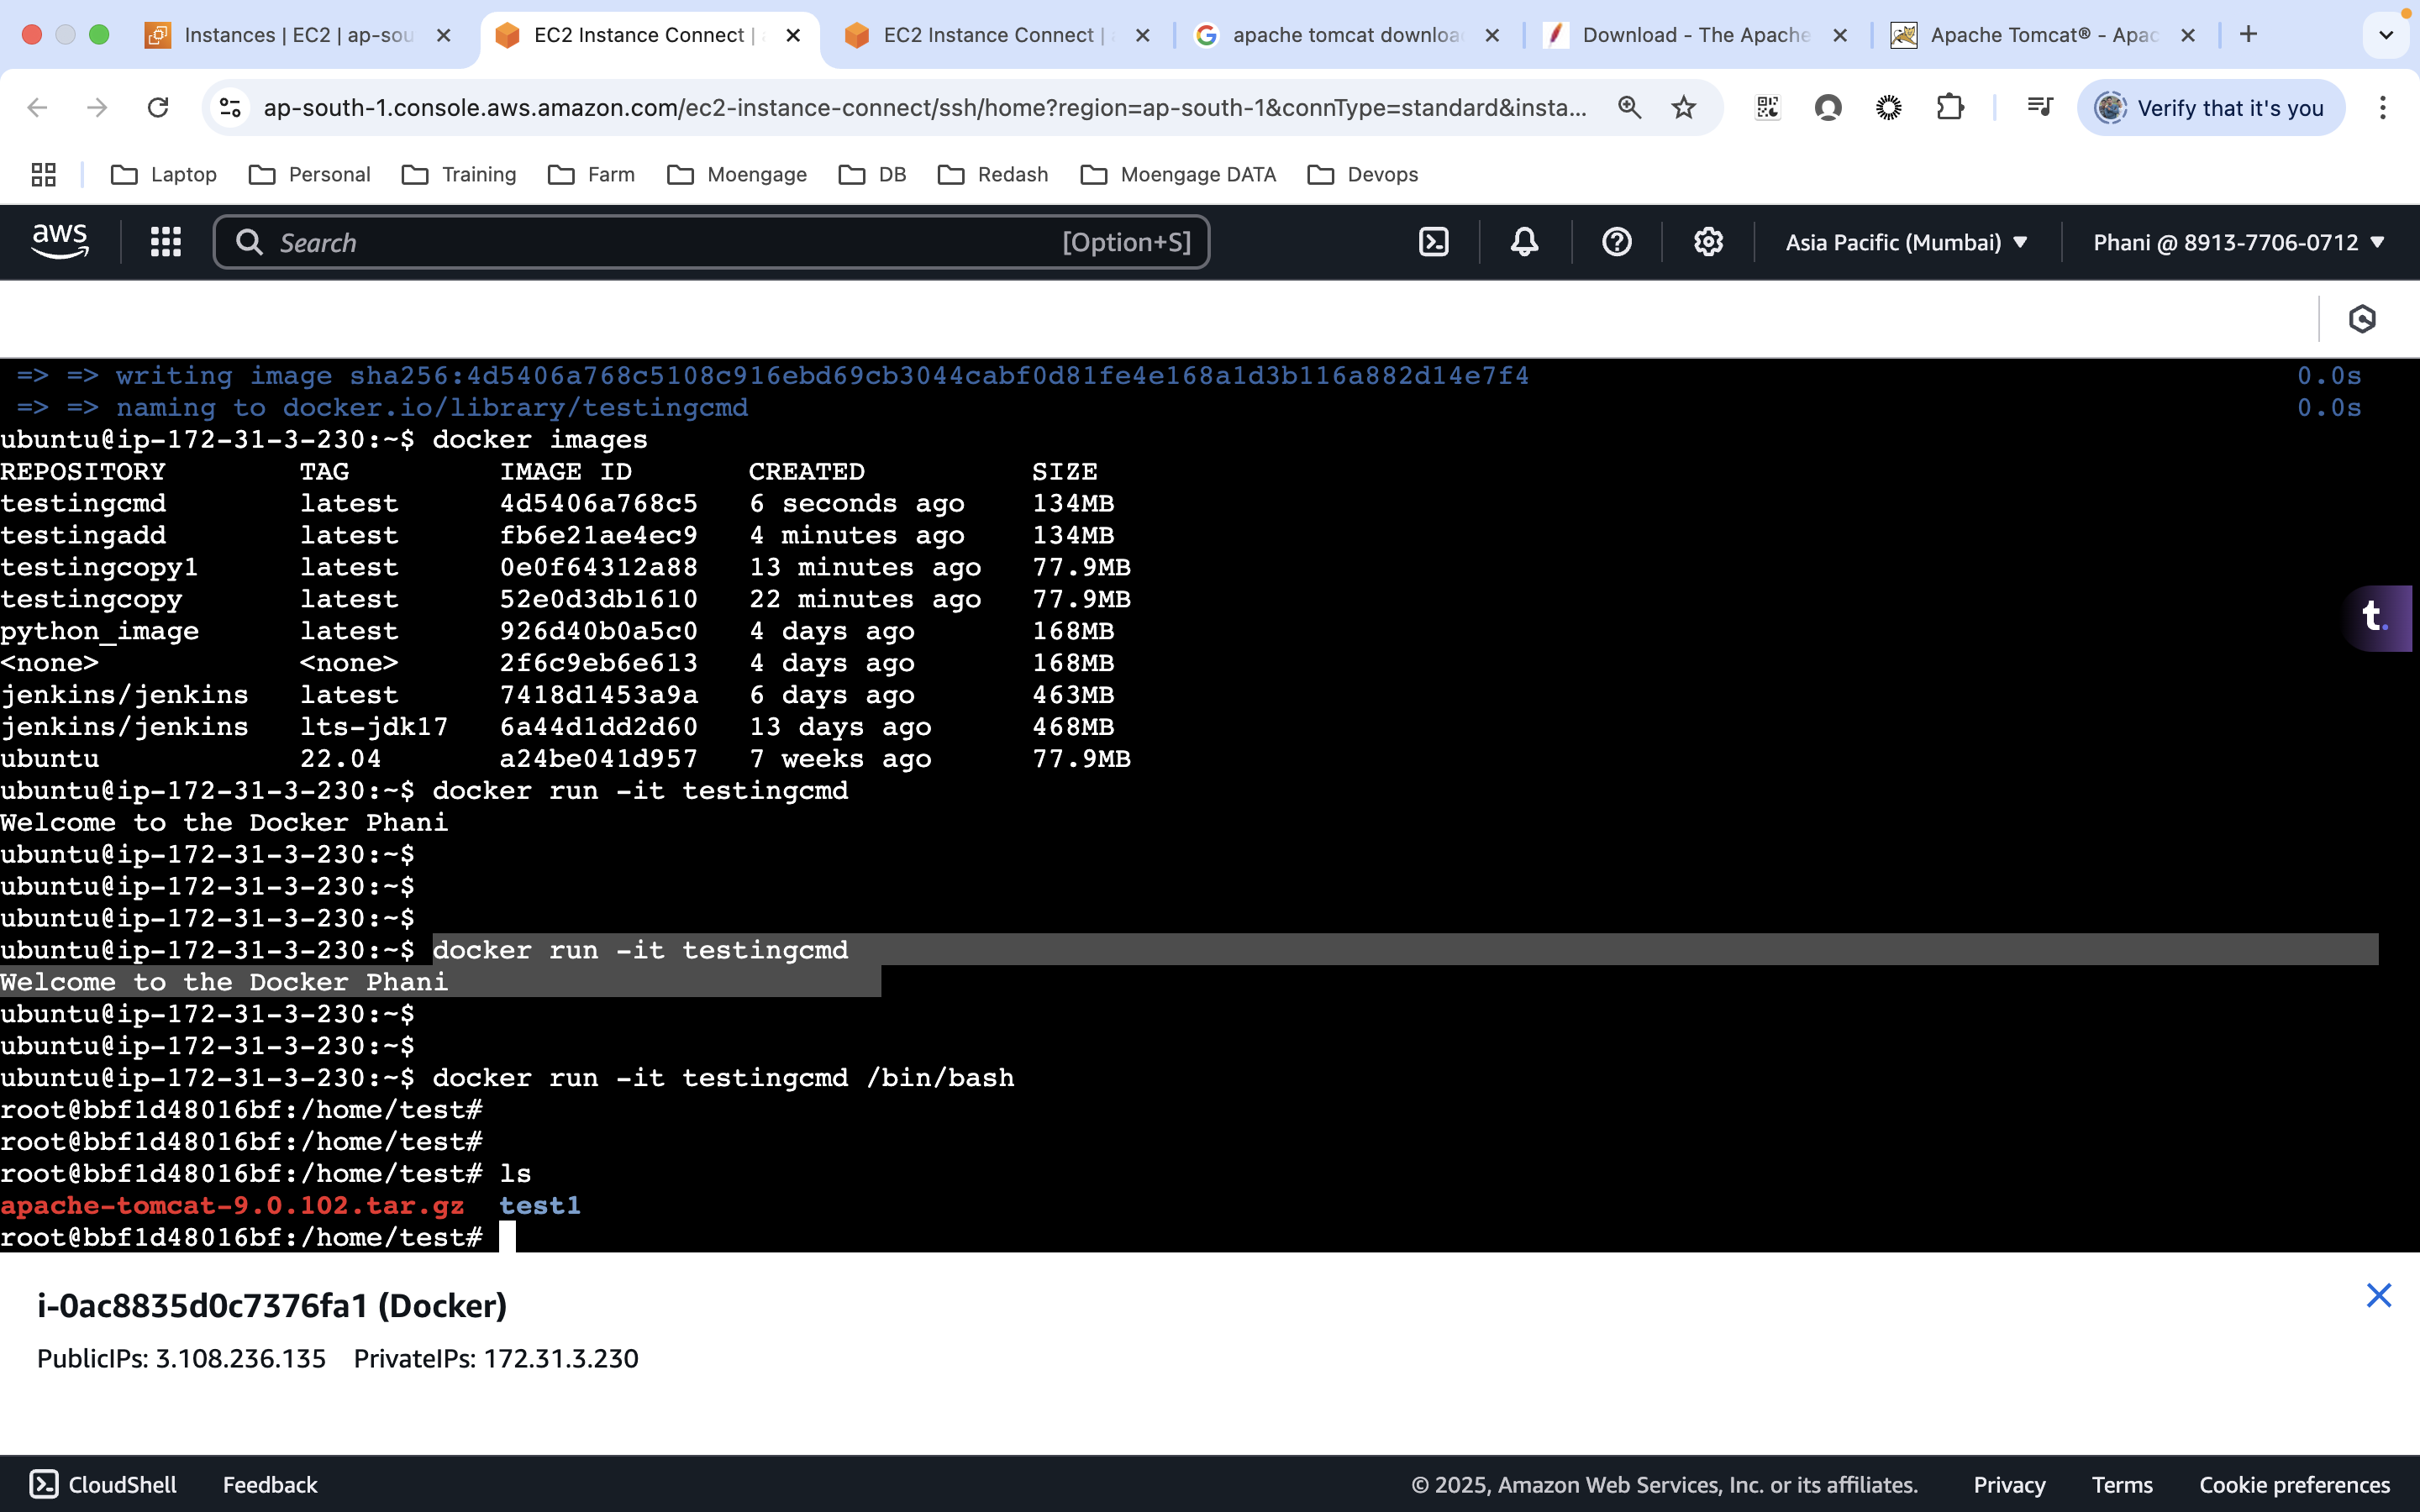 Instances | EC2 | ap-sou
EC2 Instance Connect |
EC2 Instance Connect |
apache tomcat downloa
Download - The Apache
Apache Tomcat® - Apac
ap-south-1.console.aws.amazon.com/ec2-instance-connect/ssh/home?region=ap-south-1&connType=standard&insta...
Verify that it's you
Laptop
Personal
Training
Farm
Moengage
DB
Redash
Moengage DATA
Devops
aws
Search
[Option+S]
Asia Pacific (Mumbai)
Phani @ 8913-7706-0712
=> => writing image sha256:4d5406a768c5108c916ebd69cb3044cabf0d81fe4e168a1d3b116a882d14e7f4 0.0s
=> => naming to docker.io/library/testingcmd 0.0s
ubuntu@ip-172-31-3-230:~$ docker images
REPOSITORY TAG IMAGE ID CREATED SIZE
testingcmd latest 4d5406a768c5 6 seconds ago 134MB
testingadd latest fb6e21ae4ec9 4 minutes ago 134MB
testingcopy1 latest 0e0f64312a88 13 minutes ago 77.9MB
testingcopy latest 52e0d3db1610 22 minutes ago 77.9MB
python_image latest 926d40b0a5c0 4 days ago 168MB
<none> <none> 2f6c9eb6e613 4 days ago 168MB
jenkins/jenkins latest 7418d1453a9a 6 days ago 463MB
jenkins/jenkins lts-jdk17 6a44d1dd2d60 13 days ago 468MB
ubuntu 22.04 a24be041d957 7 weeks ago 77.9MB
ubuntu@ip-172-31-3-230:~$ docker run -it testingcmd
Welcome to the Docker Phani
ubuntu@ip-172-31-3-230:~$
ubuntu@ip-172-31-3-230:~$
ubuntu@ip-172-31-3-230:~$
ubuntu@ip-172-31-3-230:~$ docker run -it testingcmd
Welcome to the Docker Phani
ubuntu@ip-172-31-3-230:~$
ubuntu@ip-172-31-3-230:~$
ubuntu@ip-172-31-3-230:~$ docker run -it testingcmd /bin/bash
root@bbf1d48016bf:/home/test#
root@bbf1d48016bf:/home/test#
root@bbf1d48016bf:/home/test# ls
apache-tomcat-9.0.102.tar.gz test1
root@bbf1d48016bf:/home/test#
t.
i-0ac8835d0c7376fa1 (Docker)
PublicIPs: 3.108.236.135 PrivateIPs: 172.31.3.230
CloudShell
Feedback
© 2025, Amazon Web Services, Inc. or its affiliates.
Privacy
Terms
Cookie preferences